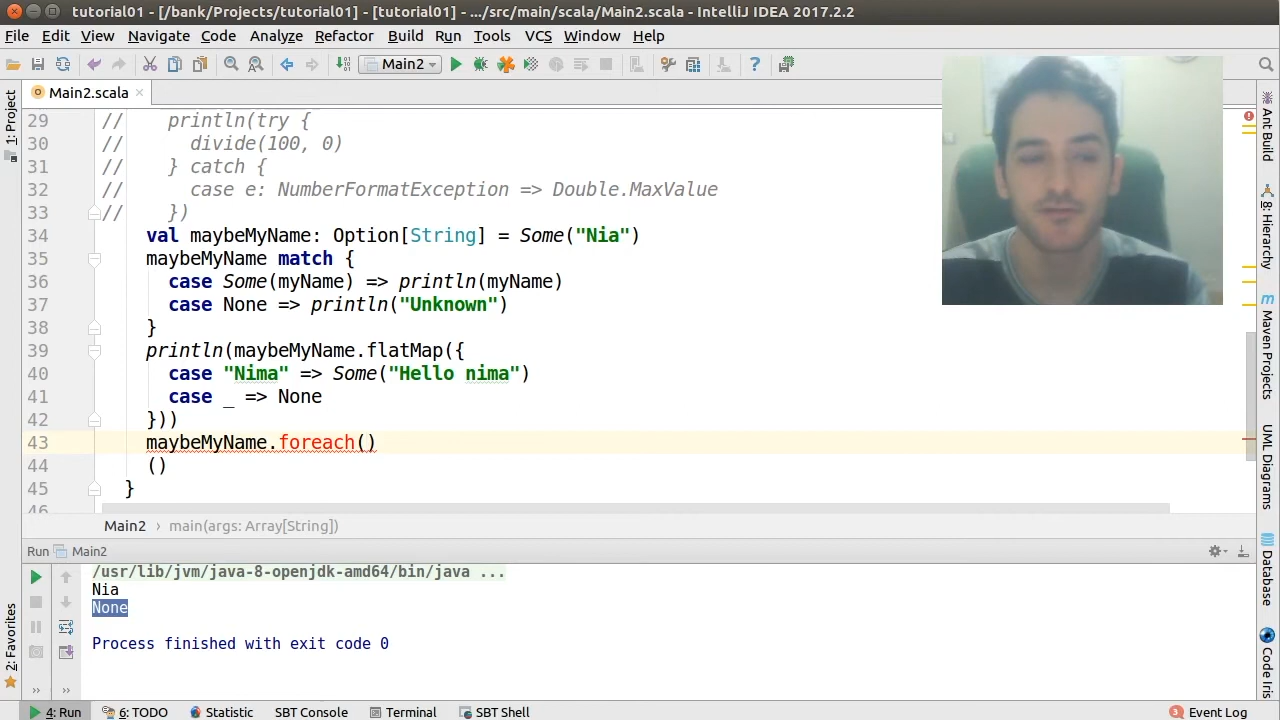 tutorial01 - [/bank/Projects/tutorial01] - [tutorial01] - .../src/main/scala/Main2.scala - IntelliJ IDEA 2017.2.2
File Edit View Navigate Code Analyze Refactor Build Run Tools VCS Window Help
Main2
Main2.scala
1: Project
2: Favorites
29 // println(try {
30 // divide(100, 0)
31 // } catch {
32 // case e: NumberFormatException => Double.MaxValue
33 // })
34 val maybeMyName: Option[String] = Some("Nia")
35 maybeMyName match {
36 case Some(myName) => println(myName)
37 case None => println("Unknown")
38 }
39 println(maybeMyName.flatMap({
40 case "Nima" => Some("Hello nima")
41 case _ => None
42 }))
43 maybeMyName.foreach()
44 ()
45 }
46
Main2 › main(args: Array[String])
Run Main2
/usr/lib/jvm/java-8-openjdk-amd64/bin/java ...
Nia
None
Process finished with exit code 0
Ant Build
8: Hierarchy
Maven Projects
UML Diagrams
Database
Code Iris
4: Run 6: TODO Statistic SBT Console Terminal SBT Shell 3 Event Log